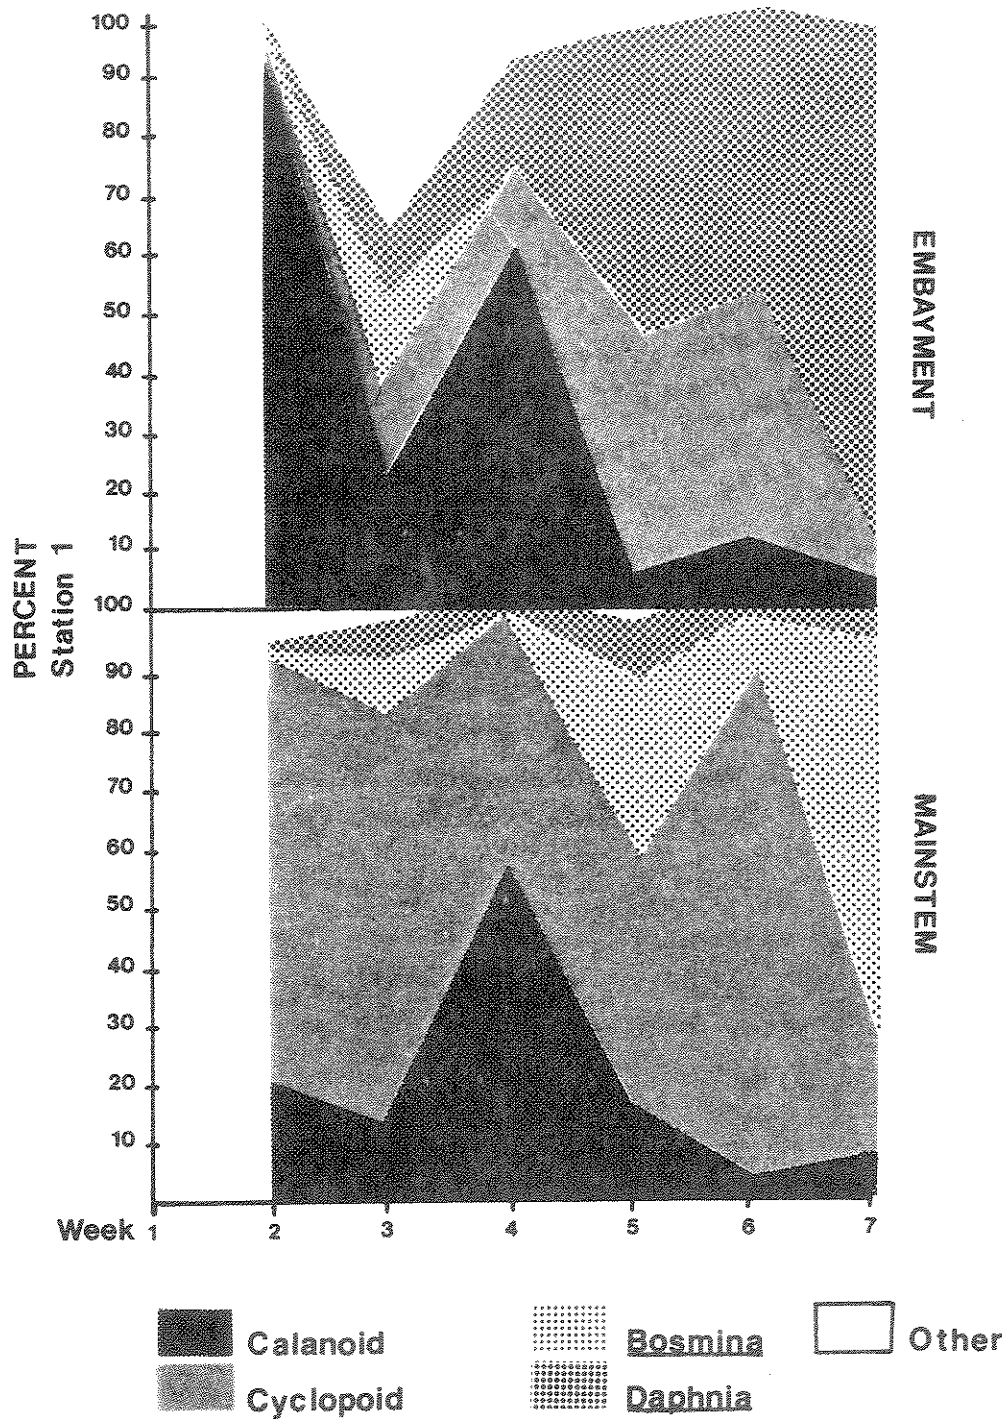 100
90
80
70
60
50
40
30
20
10
EMBAYMENT
PERCENT
Station 1
100
90
80
70
60
50
40
30
20
10
MAINSTEM
Week 1 2 3 4 5 6 7
Calanoid Bosmina Other
Cyclopoid Daphnia